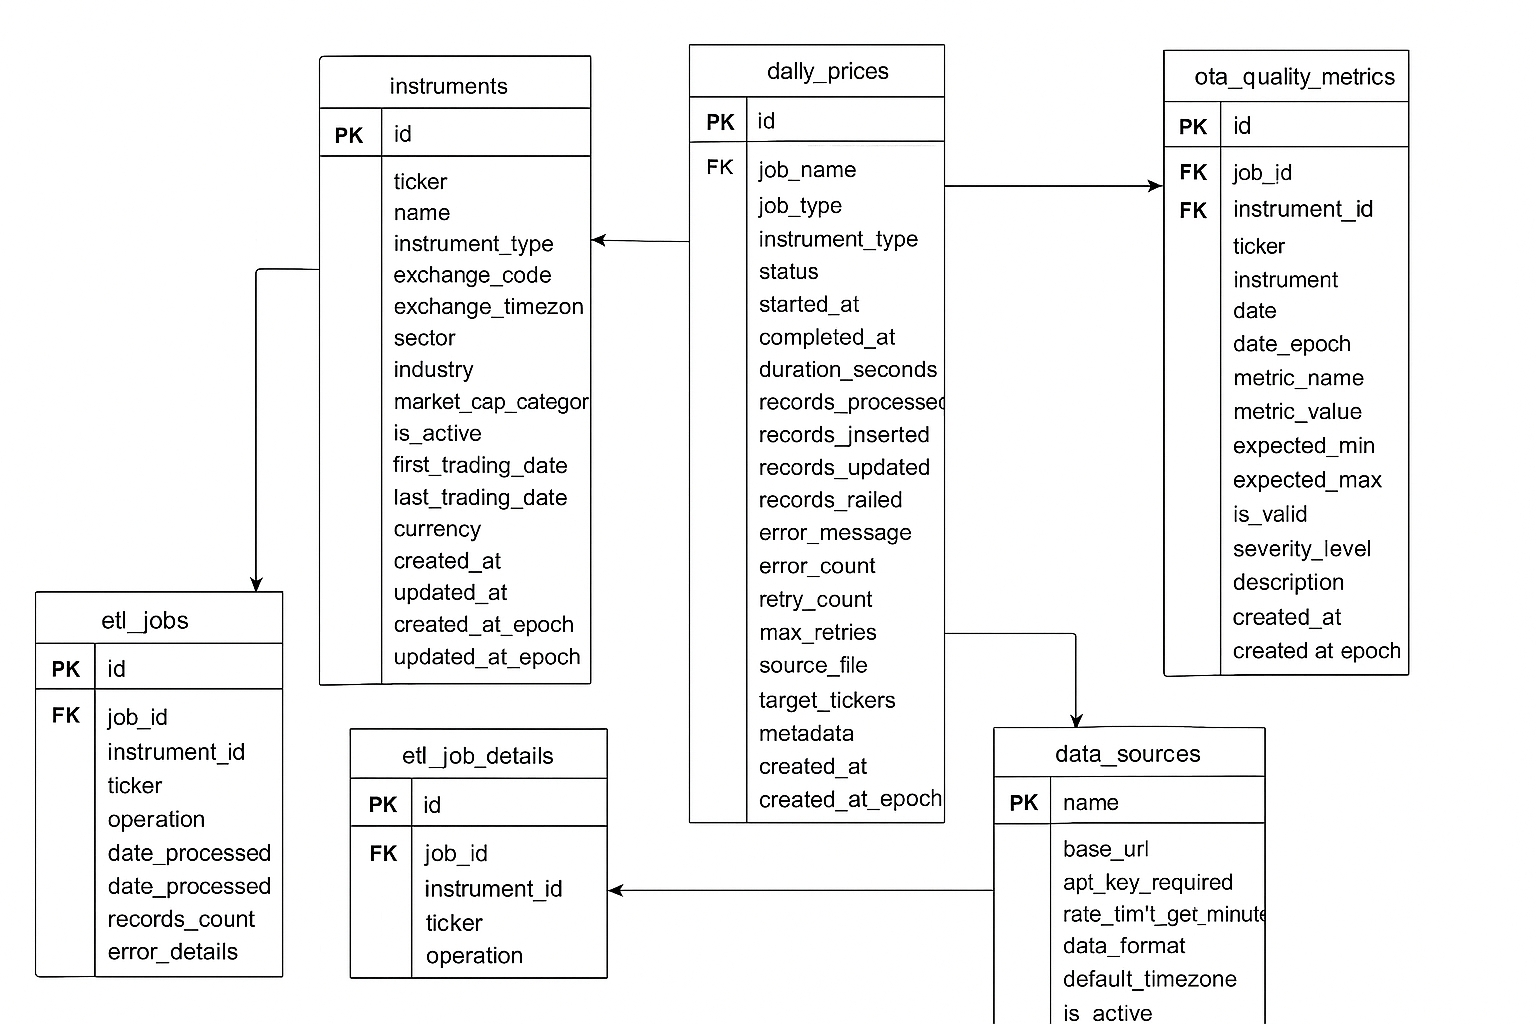 instruments
PK id
ticker
name
instrument_type
exchange_code
exchange_timezon
sector
industry
market_cap_categor
is_active
first_trading_date
last_trading_date
currency
created_at
updated_at
created_at_epoch
updated_at_epoch
dally_prices
PK id
FK job_name
job_type
instrument_type
status
started_at
completed_at
duration_seconds
records_processed
records_jnserted
records_updated
records_railed
error_message
error_count
retry_count
max_retries
source_file
target_tickers
metadata
created_at
created_at_epoch
ota_quality_metrics
PK id
FK job_id
FK instrument_id
ticker
instrument
date
date_epoch
metric_name
metric_value
expected_min
expected_max
is_valid
severity_level
description
created_at
created at epoch
etl_jobs
PK id
FK job_id
instrument_id
ticker
operation
date_processed
date_processed
records_count
error_details
etl_job_details
PK id
FK job_id
instrument_id
ticker
operation
data_sources
PK name
base_url
apt_key_required
rate_tim't_get_minute
data_format
default_timezone
is_active